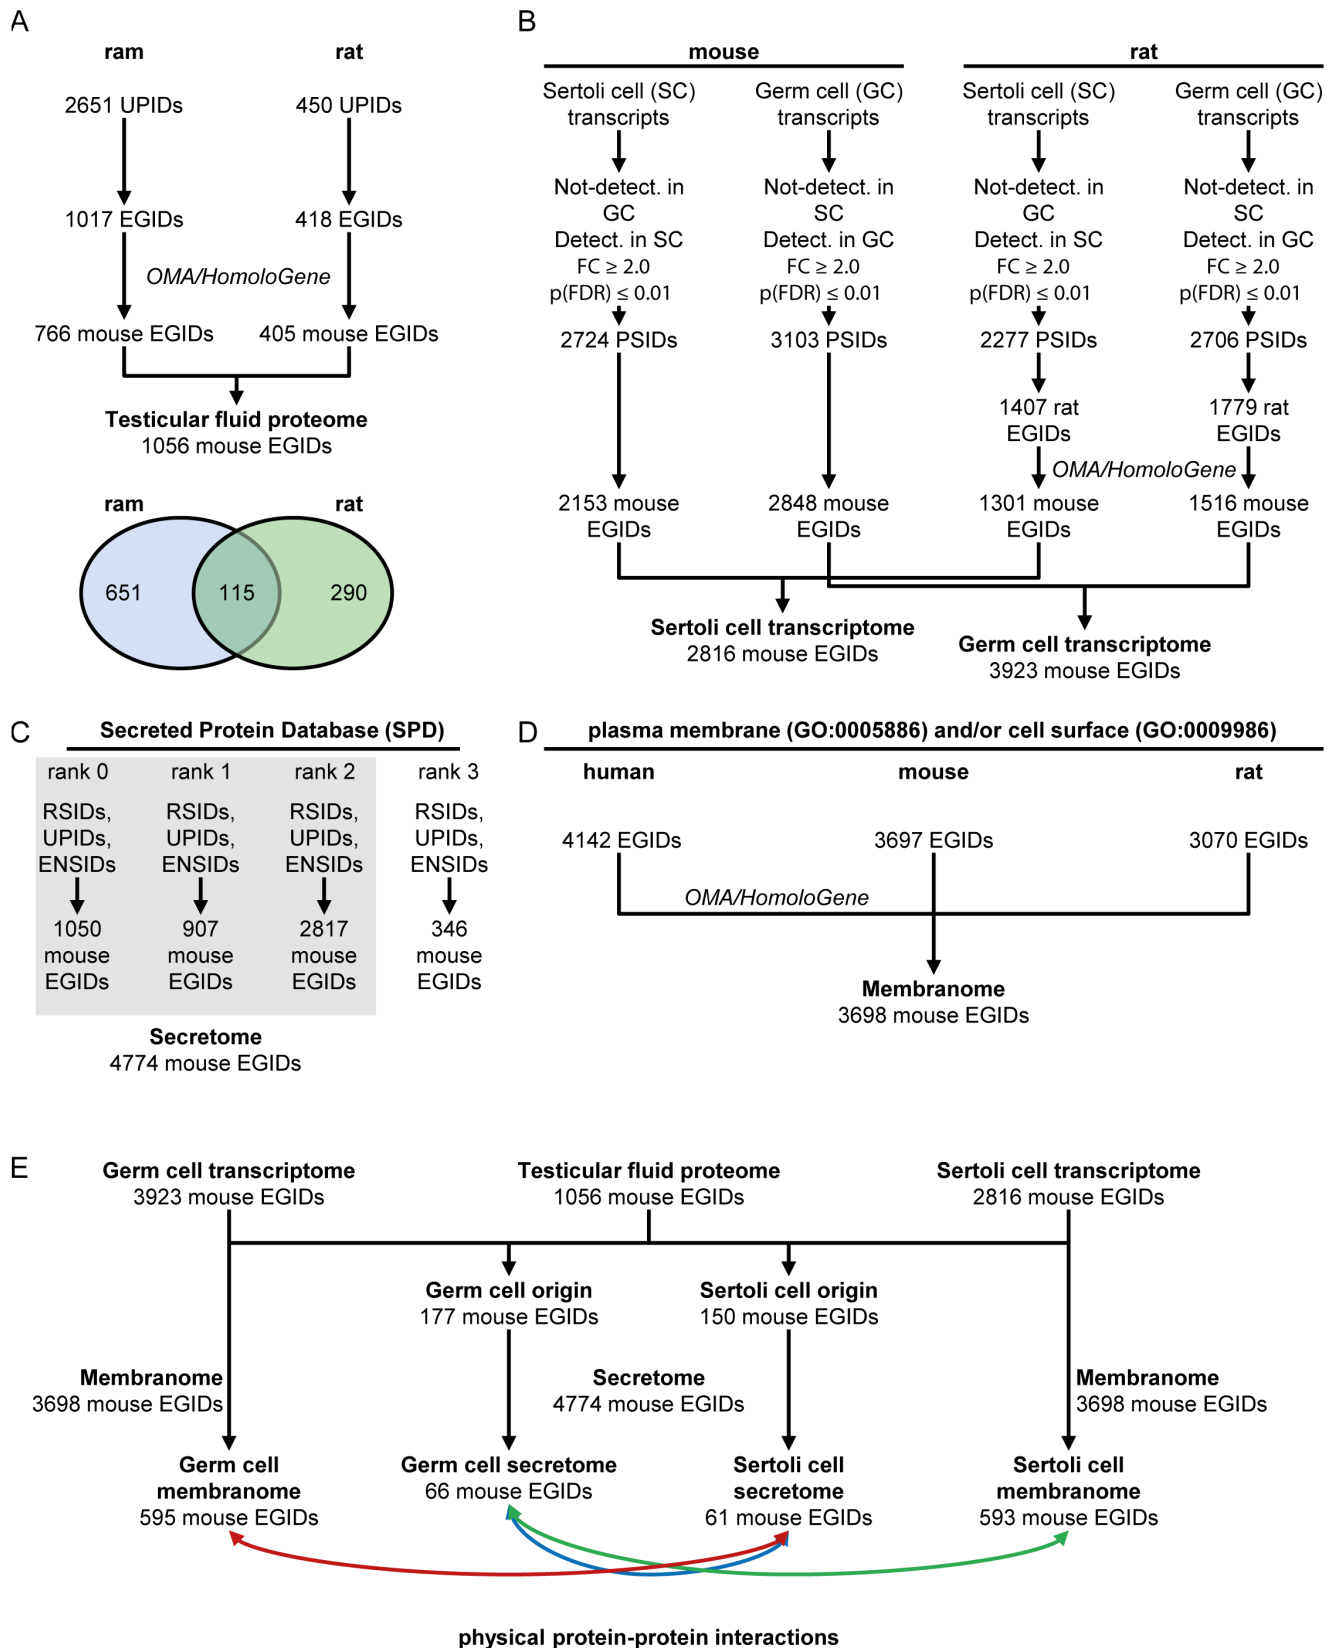 A
ram
rat
2651 UPIDs
450 UPIDs
1017 EGIDs
418 EGIDs
OMA/HomoloGene
766 mouse EGIDs
405 mouse EGIDs
Testicular fluid proteome
1056 mouse EGIDs
ram
rat
651
115
290
B
mouse
rat
Sertoli cell (SC)
transcripts
Germ cell (GC)
transcripts
Sertoli cell (SC)
transcripts
Germ cell (GC)
transcripts
Not-detect. in
GC
Detect. in SC
FC ≥ 2.0
p(FDR) ≤ 0.01
Not-detect. in
SC
Detect. in GC
FC ≥ 2.0
p(FDR) ≤ 0.01
Not-detect. in
GC
Detect. in SC
FC ≥ 2.0
p(FDR) ≤ 0.01
Not-detect. in
SC
Detect. in GC
FC ≥ 2.0
p(FDR) ≤ 0.01
2724 PSIDs
3103 PSIDs
2277 PSIDs
2706 PSIDs
1407 rat
EGIDs
1779 rat
EGIDs
OMA/HomoloGene
2153 mouse
EGIDs
2848 mouse
EGIDs
1301 mouse
EGIDs
1516 mouse
EGIDs
Sertoli cell transcriptome
2816 mouse EGIDs
Germ cell transcriptome
3923 mouse EGIDs
C
Secreted Protein Database (SPD)
rank 0
RSIDs,
UPIDs,
ENSIDs
1050
mouse
EGIDs
rank 1
RSIDs,
UPIDs,
ENSIDs
907
mouse
EGIDs
rank 2
RSIDs,
UPIDs,
ENSIDs
2817
mouse
EGIDs
rank 3
RSIDs,
UPIDs,
ENSIDs
346
mouse
EGIDs
Secretome
4774 mouse EGIDs
D
plasma membrane (GO:0005886) and/or cell surface (GO:0009986)
human
mouse
rat
4142 EGIDs
3697 EGIDs
3070 EGIDs
OMA/HomoloGene
Membranome
3698 mouse EGIDs
E
Germ cell transcriptome
3923 mouse EGIDs
Testicular fluid proteome
1056 mouse EGIDs
Sertoli cell transcriptome
2816 mouse EGIDs
Germ cell origin
177 mouse EGIDs
Sertoli cell origin
150 mouse EGIDs
Membranome
3698 mouse EGIDs
Secretome
4774 mouse EGIDs
Membranome
3698 mouse EGIDs
Germ cell
membranome
595 mouse EGIDs
Germ cell secretome
66 mouse EGIDs
Sertoli cell
secretome
61 mouse EGIDs
Sertoli cell
membranome
593 mouse EGIDs
physical protein-protein interactions